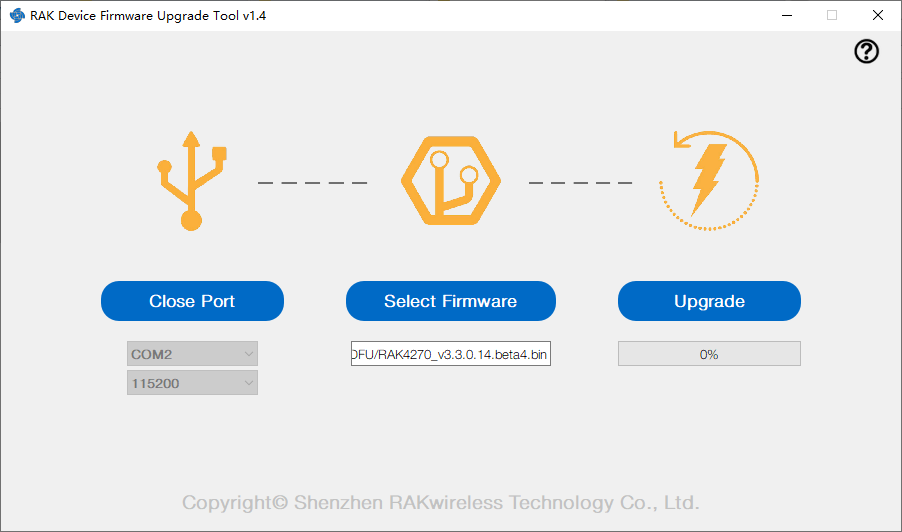 RAK Device Firmware Upgrade Tool v1.4
Close Port
Select Firmware
Upgrade
COM2
DFU/RAK4270_v3.3.0.14.beta4.bin
0%
115200
Copyright© Shenzhen RAKwireless Technology Co., Ltd.